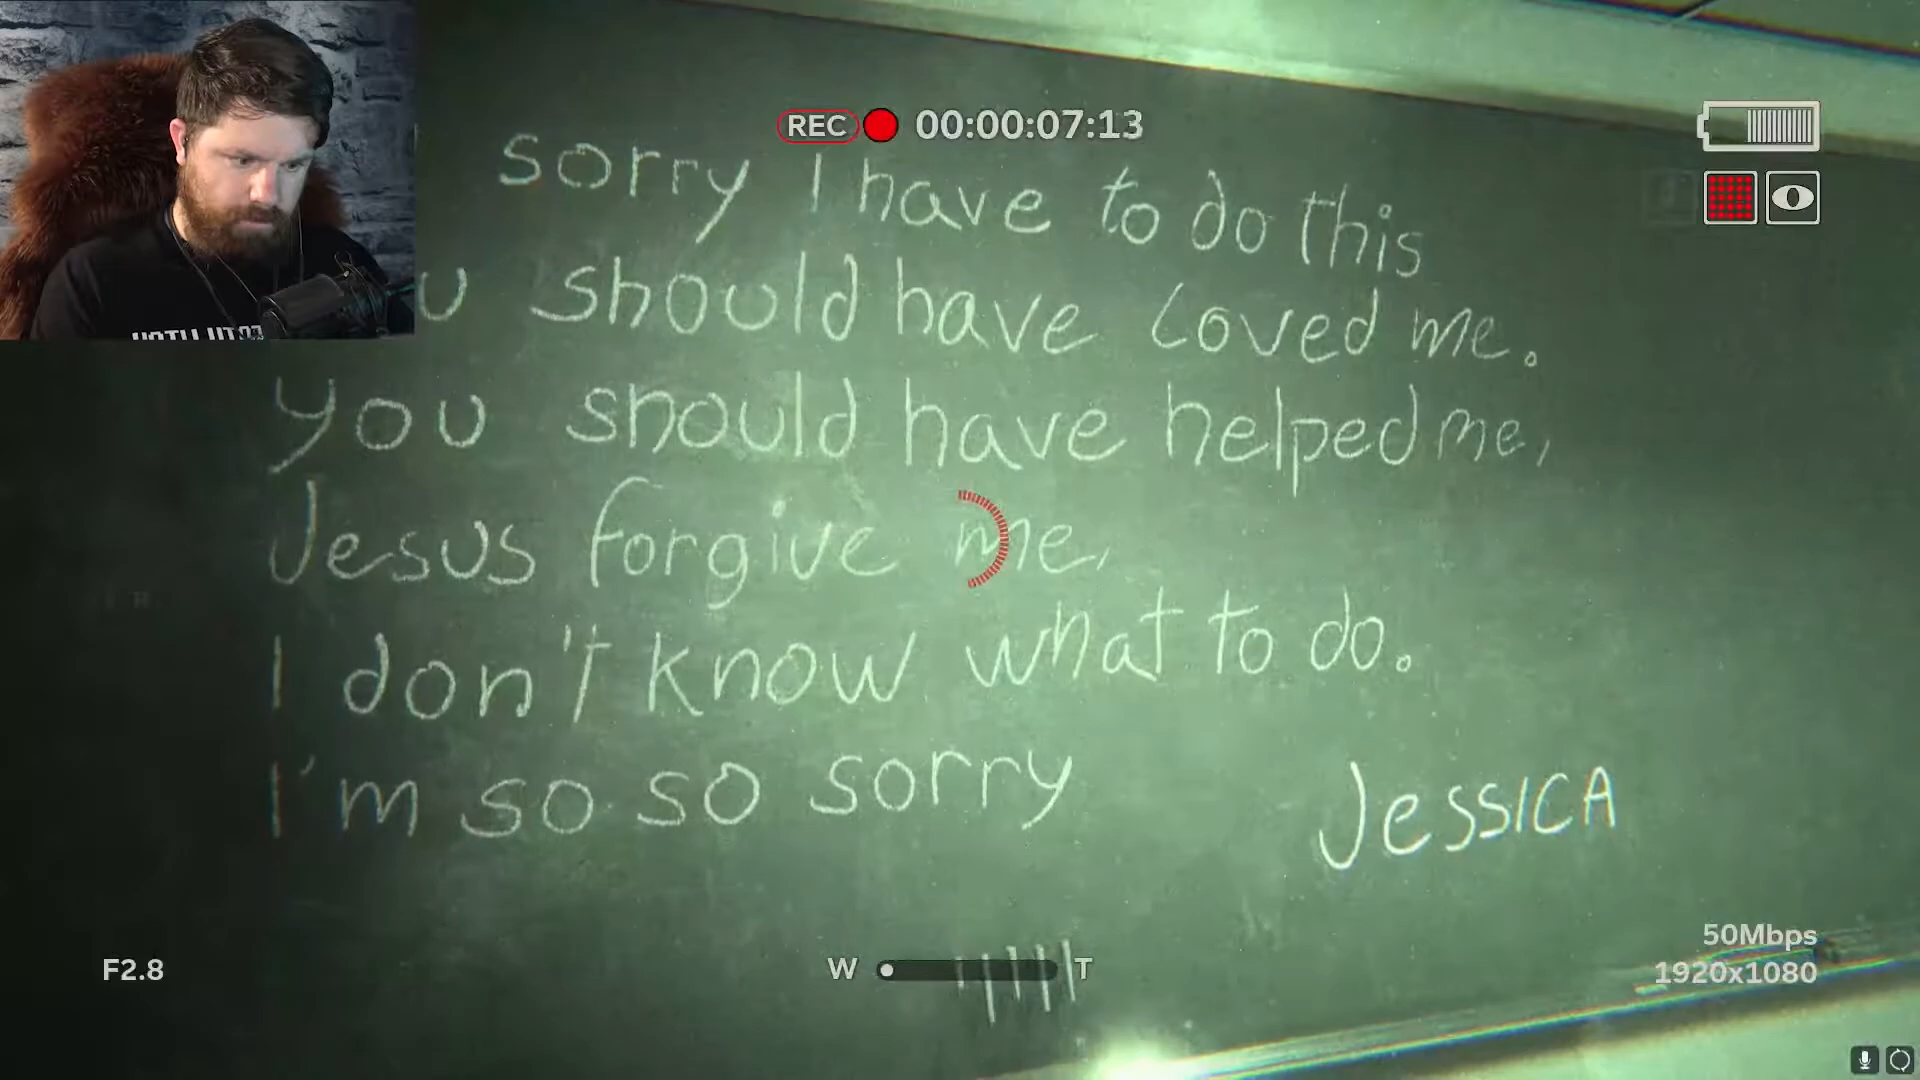 REC 00:00:07:13
sorry I have to do this
should have loved me.
you should have helped me,
Jesus forgive me,
I don't know what to do.
I'm so so sorry
JESSICA
50Mbps
F2.8
W T
1920x1080